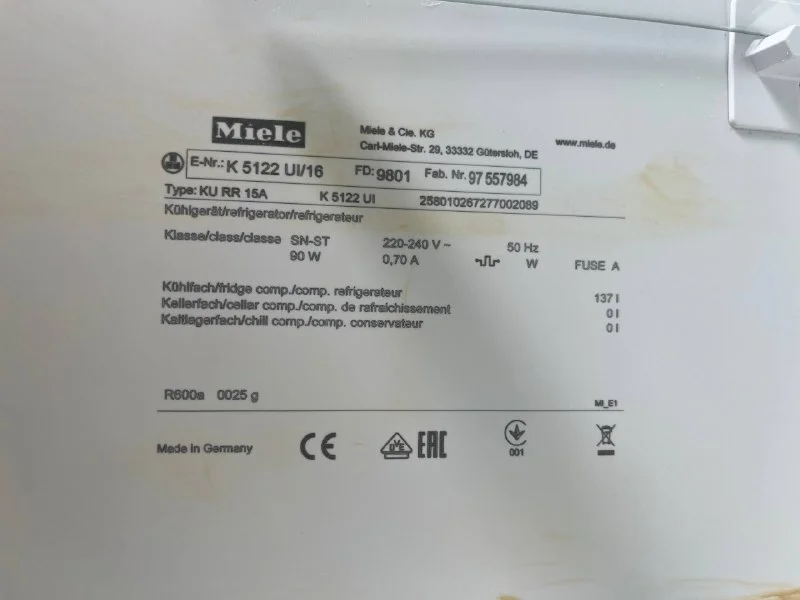 Miele
Miele & Cie. KG
Carl-Miele-Str. 29, 33332 Gütersloh, DE
www.miele.de
E-Nr.: K 5122 UI/16 FD: 9801 Fab. Nr. 97 557984
Type: KU RR 15A K 5122 UI 258010267277002089
Kühlgerät/refrigerator/refrigerateur
Klasse/class/classe SN-ST 220-240 V ~ 50 Hz
90 W 0,70 A W FUSE A
Kühlfach/fridge comp./comp. refrigerateur 137 l
Kellerfach/cellar comp./comp. de rafraichissement 0 l
Kaltlagerfach/chill comp./comp. conservateur 0 l
R600a 0025 g
MI_E1
Made in Germany CE VDE EAC 001